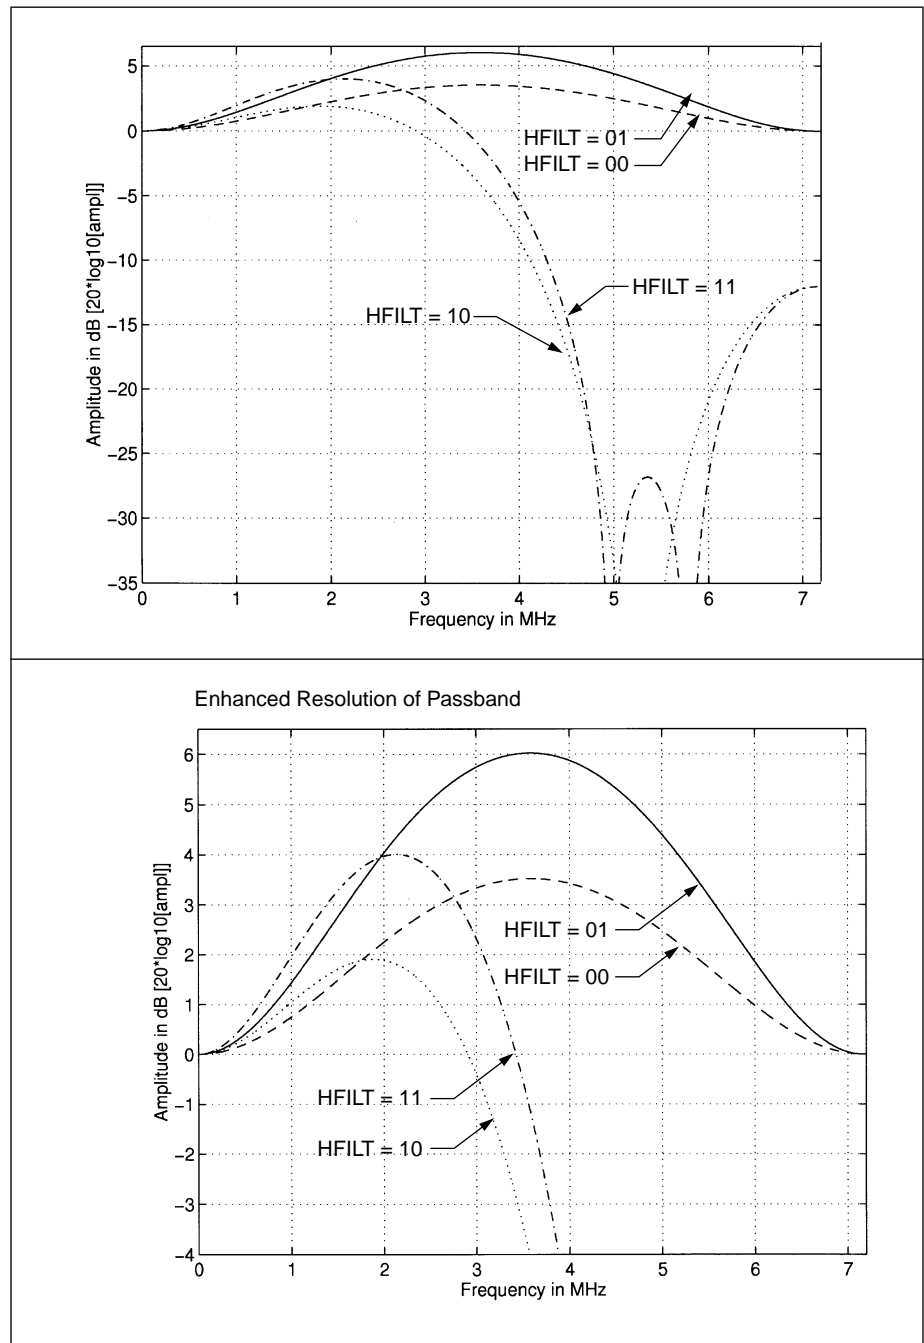 5
0
−5
−10
−15
−20
−25
−30
−35
Amplitude in dB [20*log10[ampl]]
HFILT = 01
HFILT = 00
HFILT = 11
HFILT = 10
0 1 2 3 4 5 6 7
Frequency in MHz
Enhanced Resolution of Passband
6
5
4
3
2
1
0
−1
−2
−3
−4
Amplitude in dB [20*log10[ampl]]
HFILT = 01
HFILT = 00
HFILT = 11
HFILT = 10
0 1 2 3 4 5 6 7
Frequency in MHz